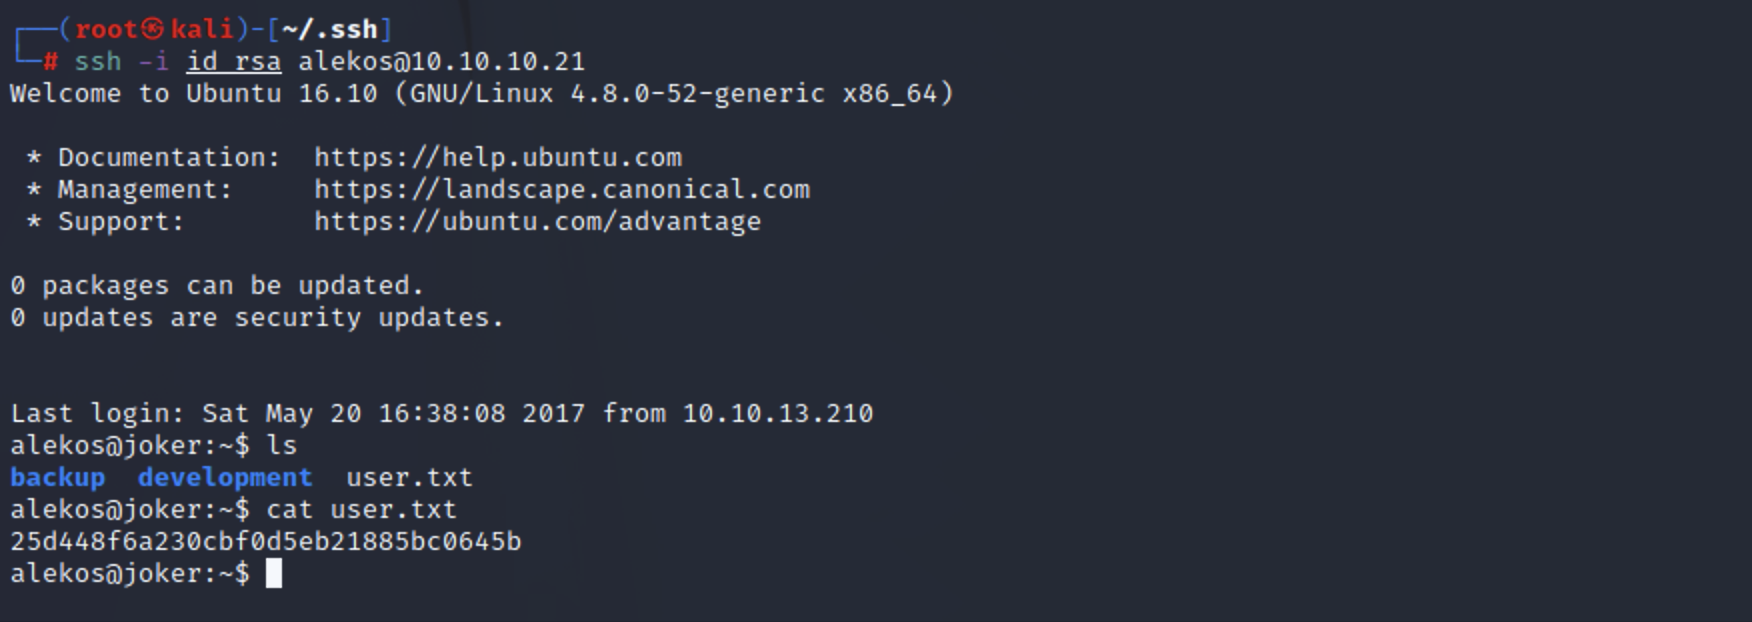 ┌──(root㉿kali)-[~/.ssh]
└─# ssh -i id_rsa alekos@10.10.10.21
Welcome to Ubuntu 16.10 (GNU/Linux 4.8.0-52-generic x86_64)
* Documentation:  https://help.ubuntu.com
* Management:     https://landscape.canonical.com
* Support:        https://ubuntu.com/advantage
0 packages can be updated.
0 updates are security updates.
Last login: Sat May 20 16:38:08 2017 from 10.10.13.210
alekos@joker:~$ ls
backup  development  user.txt
alekos@joker:~$ cat user.txt
25d448f6a230cbf0d5eb21885bc0645b
alekos@joker:~$